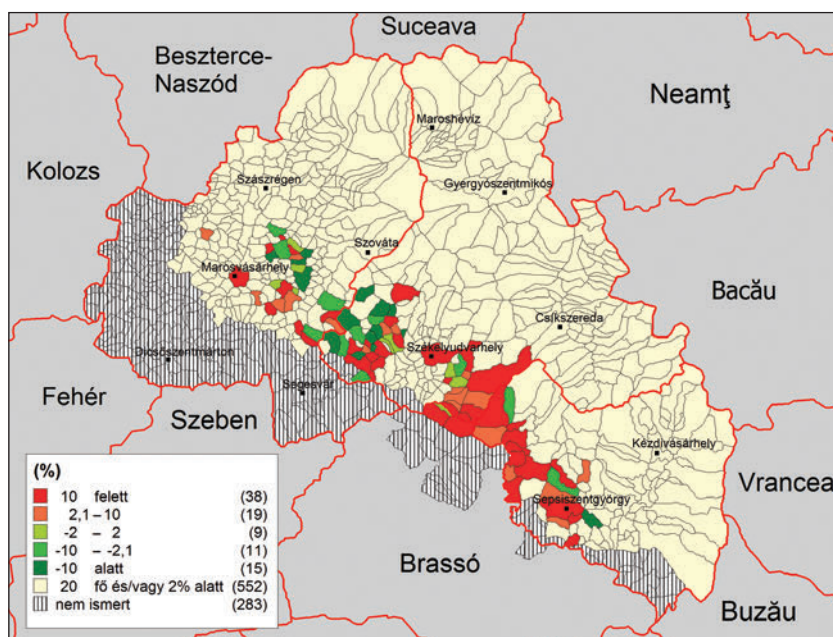 Suceava
Beszterce-
Naszód
Neamţ
Maroshévíz
Kolozs
Gyergyószentmikós
Szászrégen
Szováta
Marosvásárhely
Bacău
Csíkszereda
Székelyudvarhely
Dicsőszentmárton
Segesvár
Fehér
Szeben
Kézdivásárhely
Vrancea
Sepsiszentgyörgy
Brassó
Buzău
(%)
10 felett (38)
2,1 – 10 (19)
-2 – 2 (9)
-10 – -2,1 (11)
-10 alatt (15)
20 fő és/vagy 2% alatt (552)
nem ismert (283)